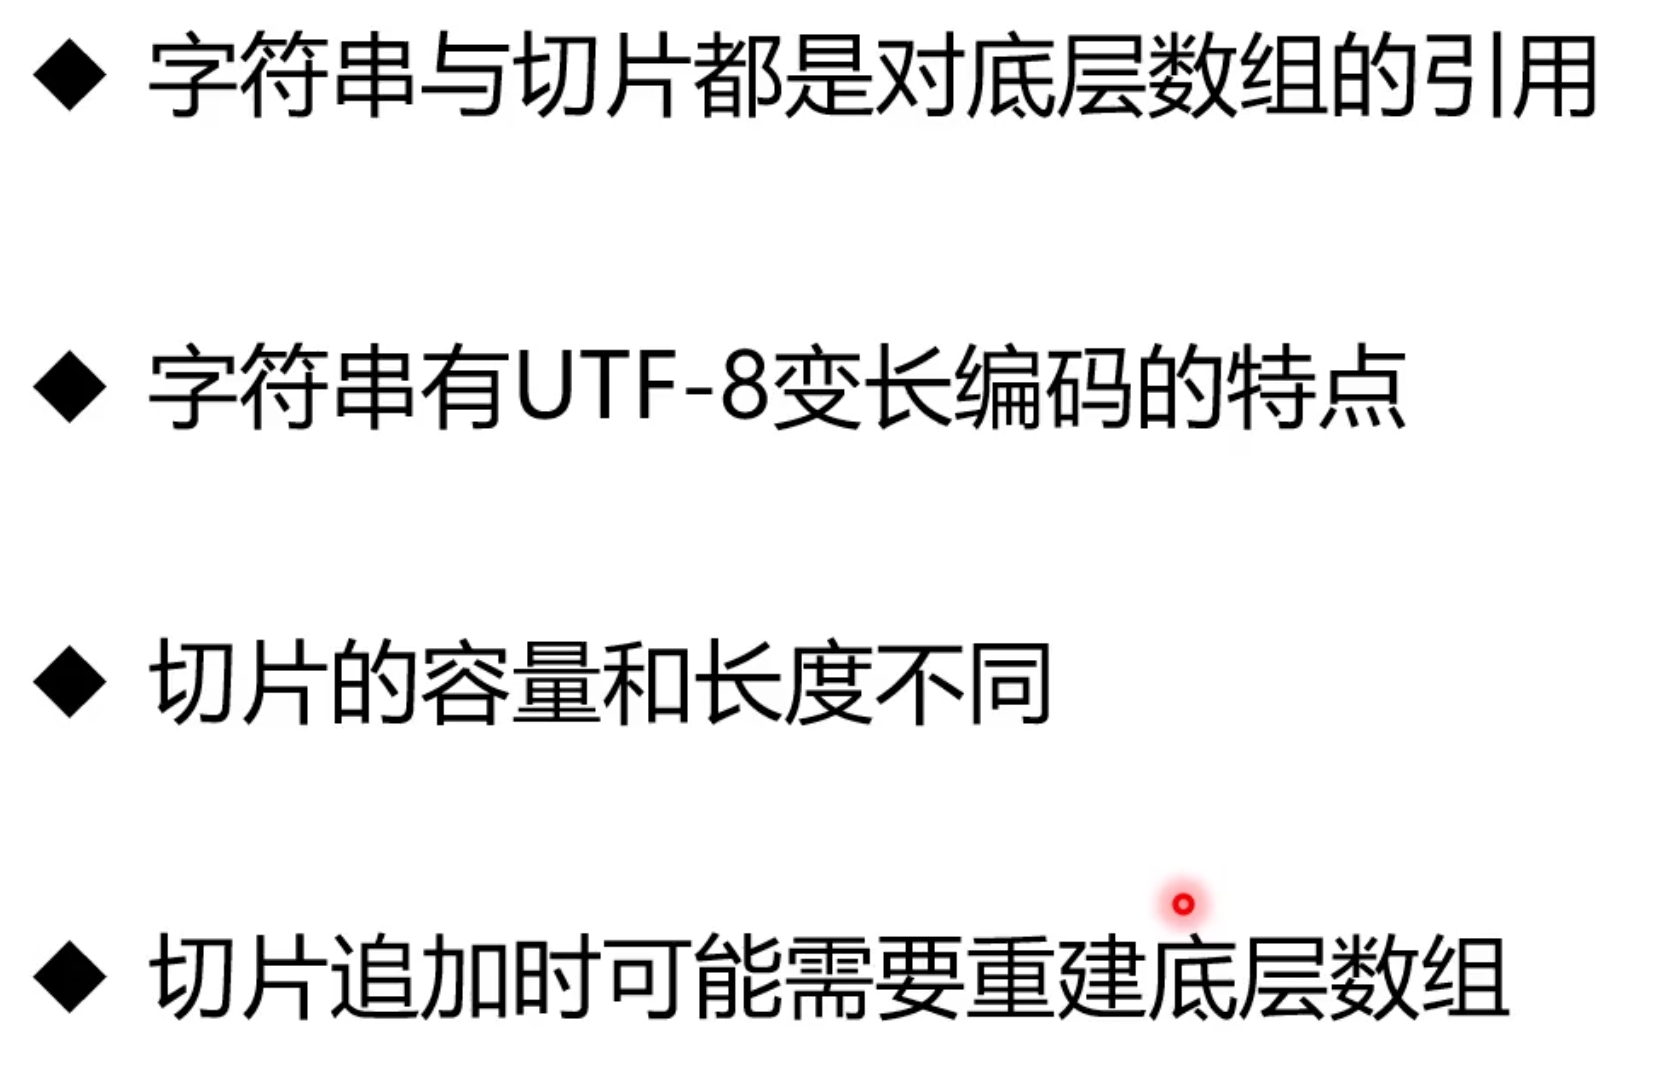 ◆ 字符串与切片都是对底层数组的引用
◆ 字符串有UTF-8变长编码的特点
◆ 切片的容量和长度不同
◆ 切片追加时可能需要重建底层数组